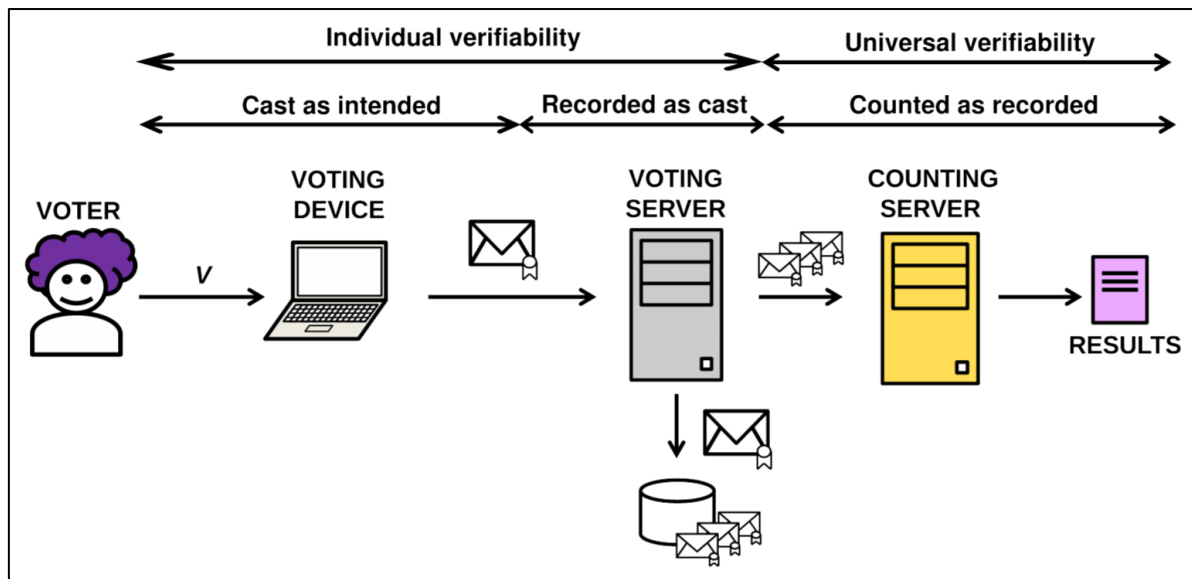 Individual verifiability
Universal verifiability
Cast as intended
Recorded as cast
Counted as recorded
VOTER
VOTING
DEVICE
VOTING
SERVER
COUNTING
SERVER
V
RESULTS